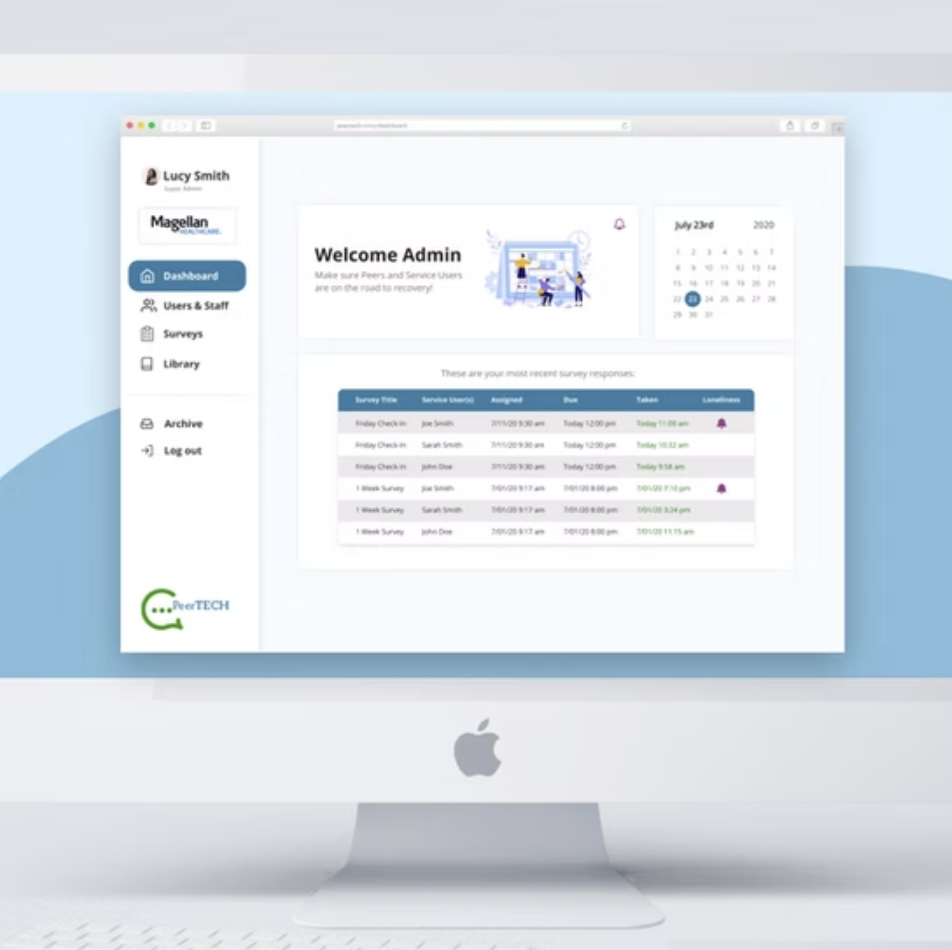 Lucy Smith
Super Admin
Magellan
HEALTHCARE.
Dashboard
Users & Staff
Surveys
Library
Archive
Log out
PeerTECH
Welcome Admin
Make sure Peers and Service Users
are on the road to recovery!
July 23rd 2020
1 2 3 4 5 6 7
8 9 10 11 12 13 14
15 16 17 18 19 20 21
22 23 24 25 26 27 28
29 30 31
These are your most recent survey responses:
Survey Title Service User(s) Assigned Due Taken Loneliness
Friday Check-In Joe Smith 7/11/20 9:30 am Today 12:00 pm Today 11:00 am
Friday Check-In Sarah Smith 7/11/20 9:30 am Today 12:00 pm Today 10:32 am
Friday Check-In John Doe 7/11/20 9:30 am Today 12:00 pm Today 9:58 am
1 Week Survey Joe Smith 7/01/20 9:17 am 7/01/20 8:00 pm 7/01/20 7:10 pm
1 Week Survey Sarah Smith 7/01/20 9:17 am 7/01/20 8:00 pm 7/01/20 3:24 pm
1 Week Survey John Doe 7/01/20 9:17 am 7/01/20 8:00 pm 7/01/20 11:15 am